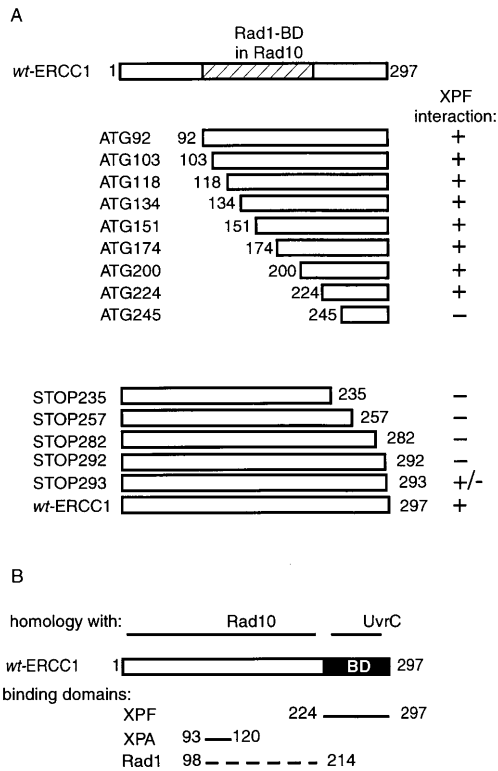 A
Rad1-BD
in Rad10
wt-ERCC1 1 297
XPF
interaction:
ATG92 92 +
ATG103 103 +
ATG118 118 +
ATG134 134 +
ATG151 151 +
ATG174 174 +
ATG200 200 +
ATG224 224 +
ATG245 245 −
STOP235 235 −
STOP257 257 −
STOP282 282 −
STOP292 292 −
STOP293 293 +/-
wt-ERCC1 297 +
B
homology with: Rad10 UvrC
wt-ERCC1 1 BD 297
binding domains:
XPF 224 297
XPA 93 120
Rad1 98 214